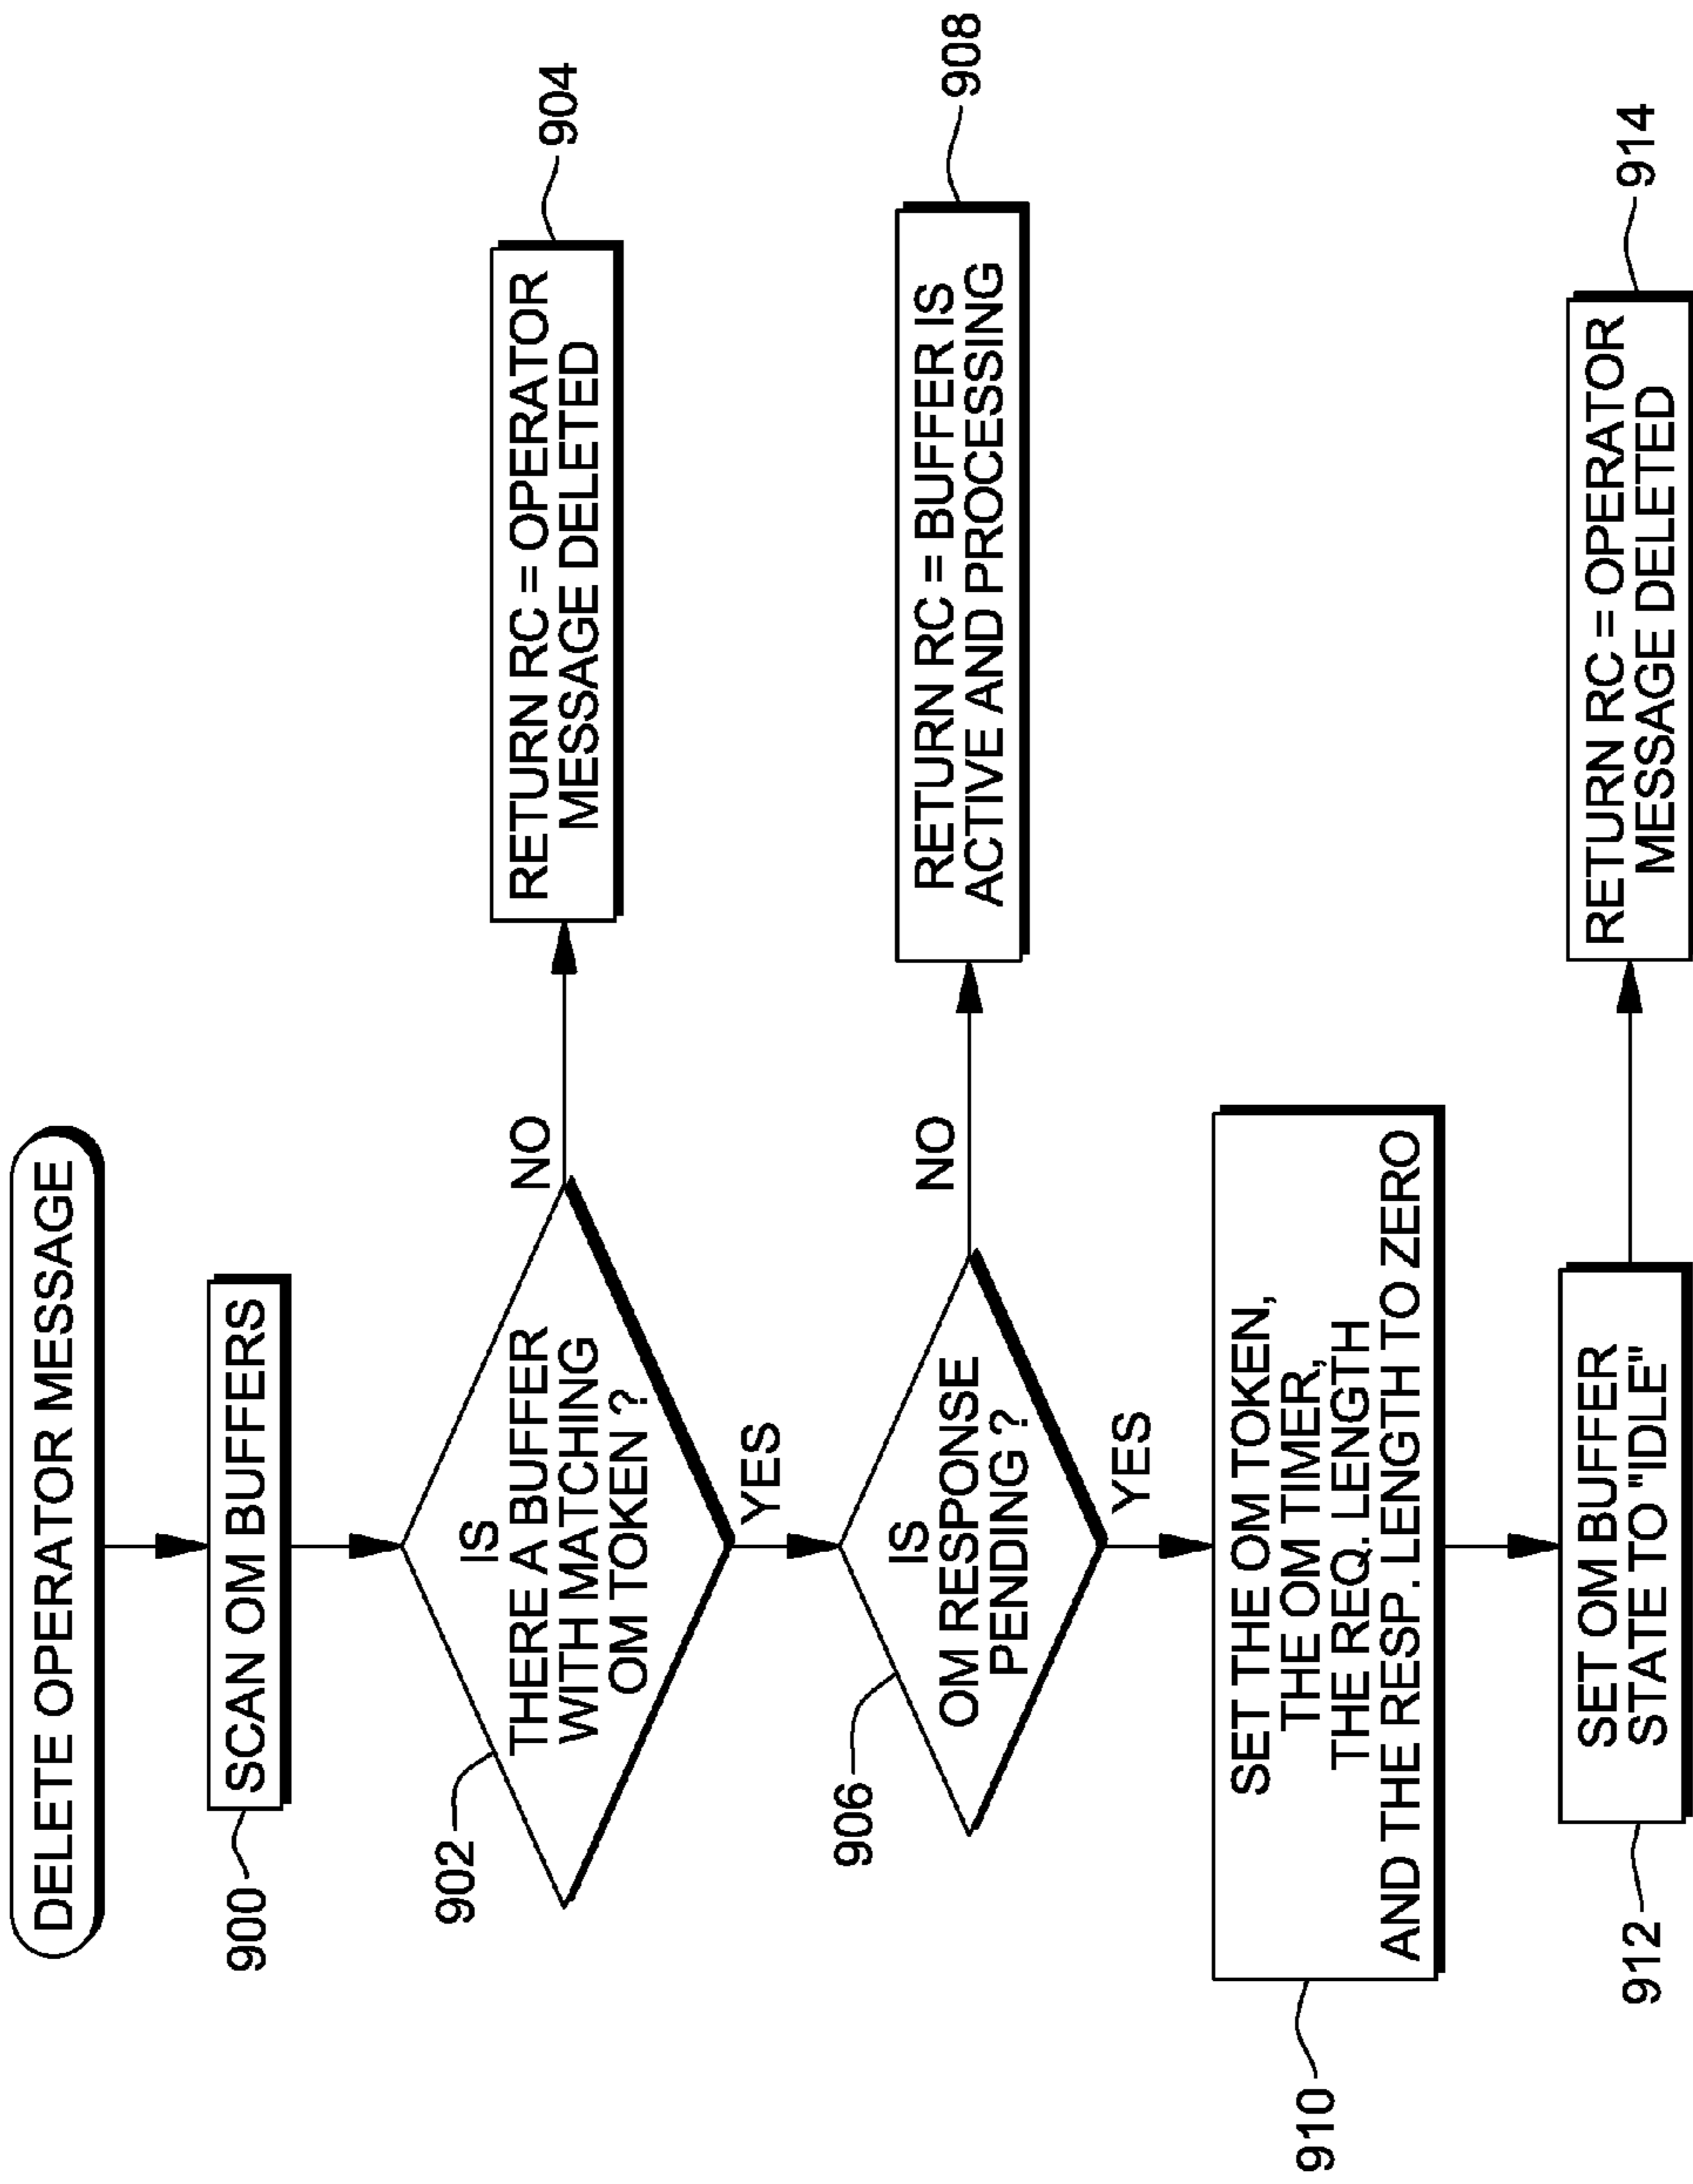 DELETE OPERATOR MESSAGE
900
SCAN OM BUFFERS
902
IS
THERE A BUFFER
WITH MATCHING
OM TOKEN ?
NO
RETURN RC = OPERATOR
MESSAGE DELETED
904
YES
906
IS
OM RESPONSE
PENDING ?
NO
RETURN RC = BUFFER IS
ACTIVE AND PROCESSING
908
YES
910
SET THE OM TOKEN,
THE OM TIMER,
THE REQ. LENGTH
AND THE RESP. LENGTH TO ZERO
912
SET OM BUFFER
STATE TO "IDLE"
RETURN RC = OPERATOR
MESSAGE DELETED
914